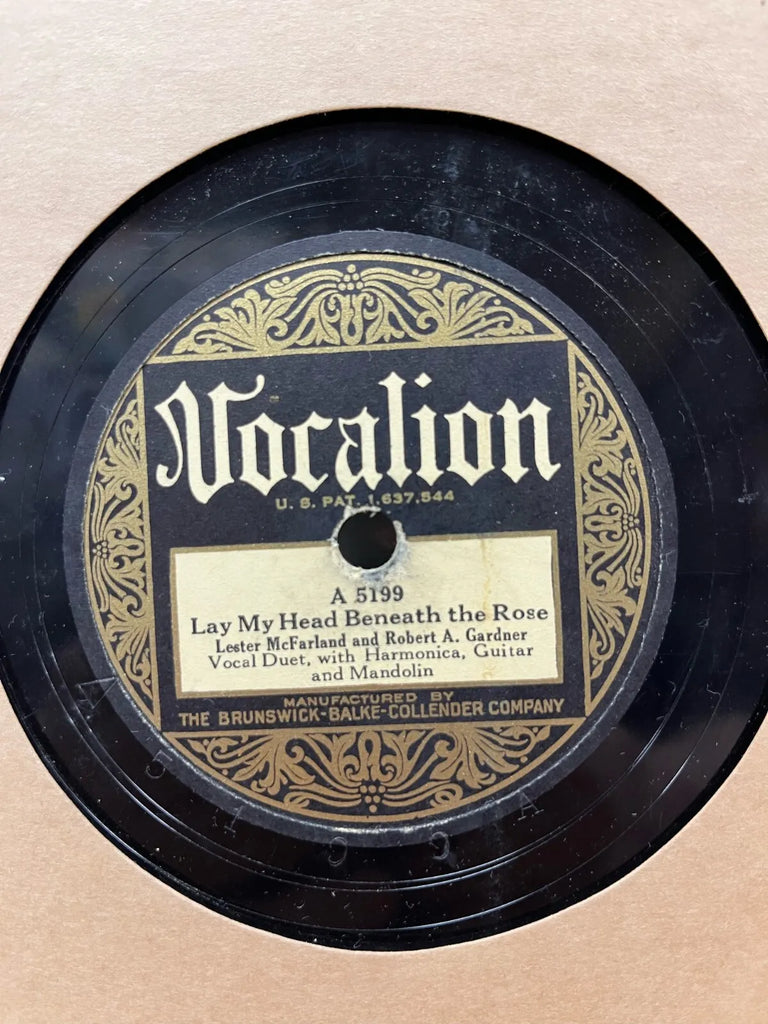 Vocalion
U. S. PAT. 1,637,544
A 5199
Lay My Head Beneath the Rose
Lester McFarland and Robert A. Gardner
Vocal Duet, with Harmonica, Guitar
and Mandolin
MANUFACTURED BY
THE BRUNSWICK-BALKE-COLLENDER COMPANY
A 5199 A